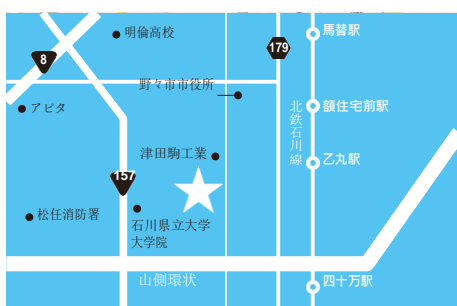 明倫高校
馬替駅
179
8
野々市市役所
アピタ
北鉄石川線
額住宅前駅
津田駒工業
乙丸駅
157
松任消防署
石川県立大学
大学院
山側環状
四十万駅